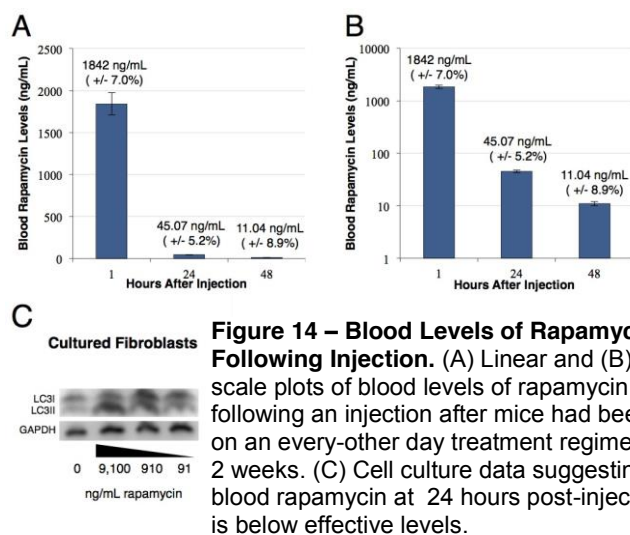 A
B
2500
2000
1500
1000
500
0
Blood Rapamycin Levels (ng/mL)
1842 ng/mL
( +/- 7.0%)
45.07 ng/mL
( +/- 5.2%)
11.04 ng/mL
( +/- 8.9%)
1 24 48
Hours After Injection
10000
1000
100
10
1
Blood Rapamycin Levels (ng/mL)
1842 ng/mL
( +/- 7.0%)
45.07 ng/mL
( +/- 5.2%)
11.04 ng/mL
( +/- 8.9%)
1 24 48
Hours After Injection
C
Cultured Fibroblasts
LC3I
LC3II
GAPDH
0 9,100 910 91
ng/mL rapamycin
Figure 14 – Blood Levels of Rapamyc
Following Injection. (A) Linear and (B)
scale plots of blood levels of rapamycin
following an injection after mice had bee
on an every-other day treatment regime
2 weeks. (C) Cell culture data suggestin
blood rapamycin at 24 hours post-inject
is below effective levels.